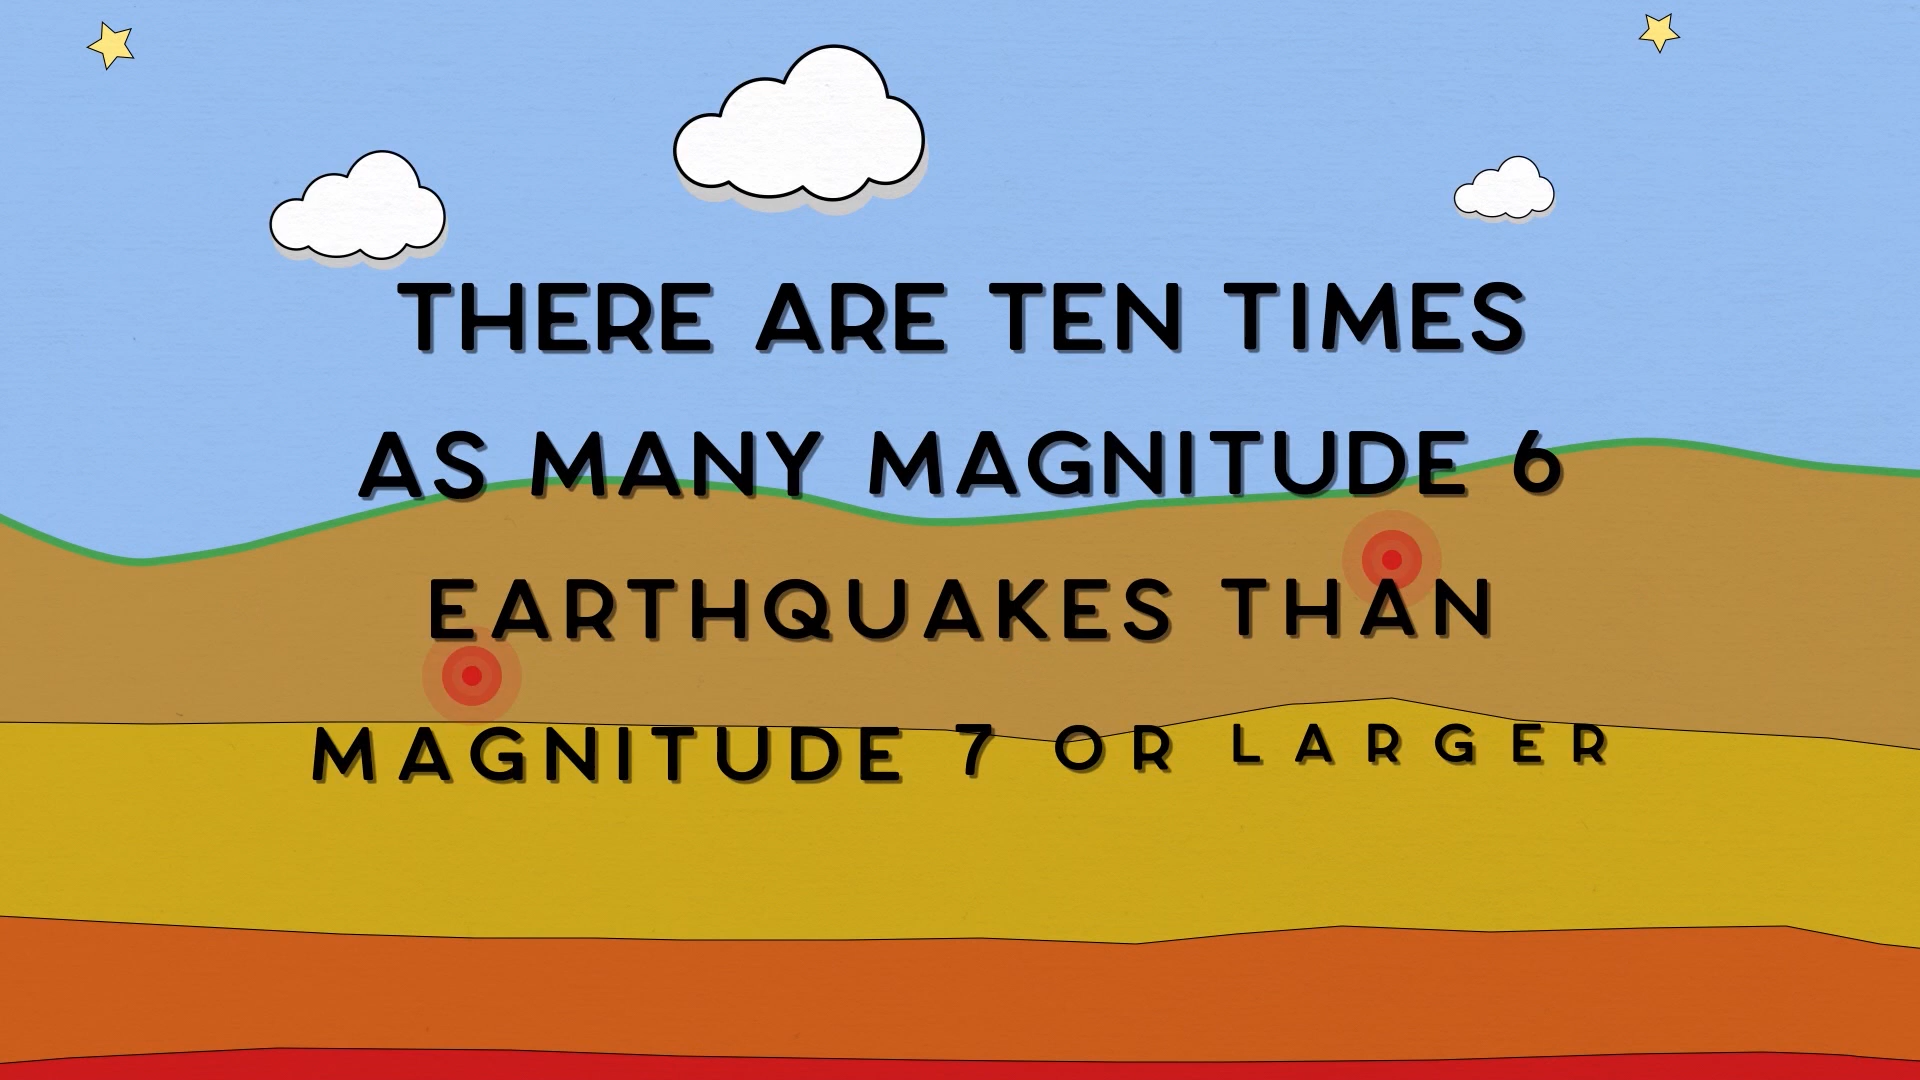 THERE ARE TEN TIMES
AS MANY MAGNITUDE 6
EARTHQUAKES THAN
MAGNITUDE 7 OR LARGER